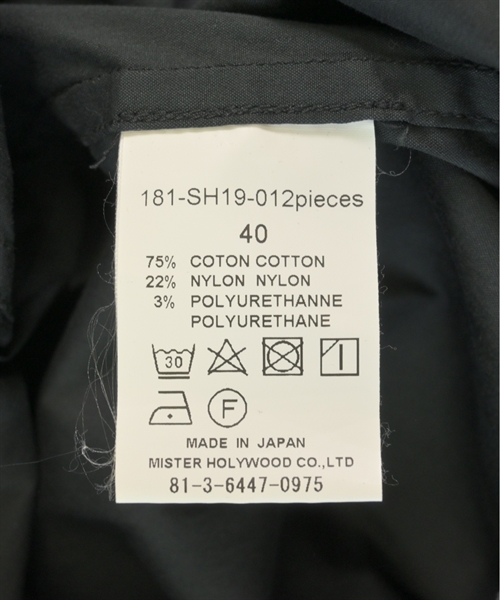 181-SH19-012pieces
40
75% COTON COTTON
22% NYLON NYLON
3% POLYURETHANNE
POLYURETHANE
30
F
MADE IN JAPAN
MISTER HOLYWOOD CO.,LTD
81-3-6447-0975